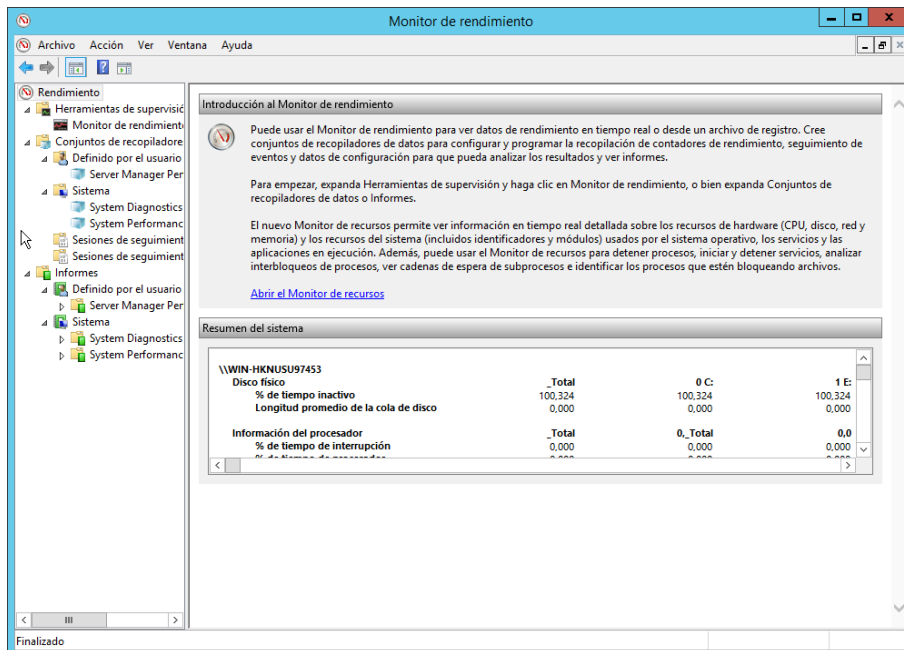 Monitor de rendimiento
Archivo Acción Ver Ventana Ayuda
Rendimiento
Herramientas de supervisió
Monitor de rendimient
Conjuntos de recopiladore
Definido por el usuario
Server Manager Per
Sistema
System Diagnostics
System Performanc
Sesiones de seguimient
Sesiones de seguimient
Informes
Definido por el usuario
Server Manager Per
Sistema
System Diagnostics
System Performanc
Introducción al Monitor de rendimiento
Puede usar el Monitor de rendimiento para ver datos de rendimiento en tiempo real o desde un archivo de registro. Cree
conjuntos de recopiladores de datos para configurar y programar la recopilación de contadores de rendimiento, seguimiento de
eventos y datos de configuración para que pueda analizar los resultados y ver informes.
Para empezar, expanda Herramientas de supervisión y haga clic en Monitor de rendimiento, o bien expanda Conjuntos de
recopiladores de datos o Informes.
El nuevo Monitor de recursos permite ver información en tiempo real detallada sobre los recursos de hardware (CPU, disco, red y
memoria) y los recursos del sistema (incluidos identificadores y módulos) usados por el sistema operativo, los servicios y las
aplicaciones en ejecución. Además, puede usar el Monitor de recursos para detener procesos, iniciar y detener servicios, analizar
interbloqueos de procesos, ver cadenas de espera de subprocesos e identificar los procesos que estén bloqueando archivos.
Abrir el Monitor de recursos
Resumen del sistema
\\WIN-HKNUSU97453
Disco físico _Total 0 C: 1 E:
% de tiempo inactivo 100,324 100,324 100,324
Longitud promedio de la cola de disco 0,000 0,000 0,000
Información del procesador _Total 0,_Total 0,0
% de tiempo de interrupción 0,000 0,000 0,000
Finalizado